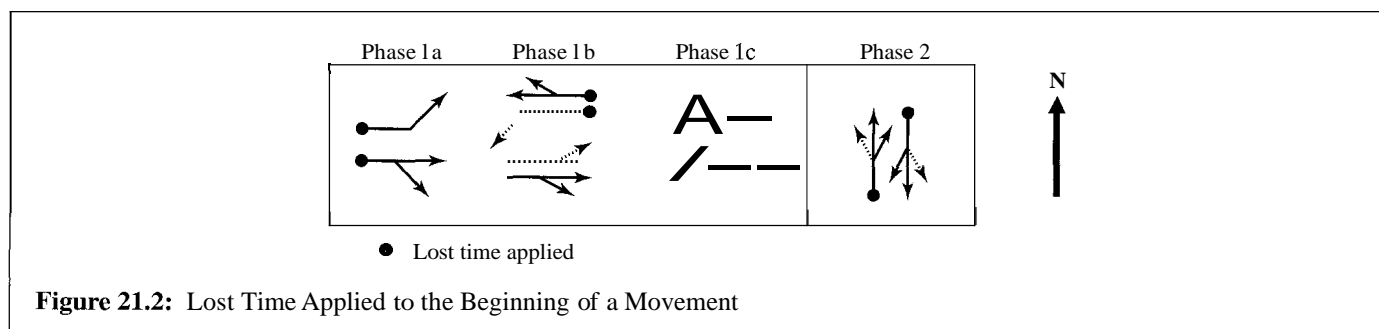 Phase 1a Phase 1b Phase 1c Phase 2
N
A—
/——
● Lost time applied
Figure 21.2: Lost Time Applied to the Beginning of a Movement